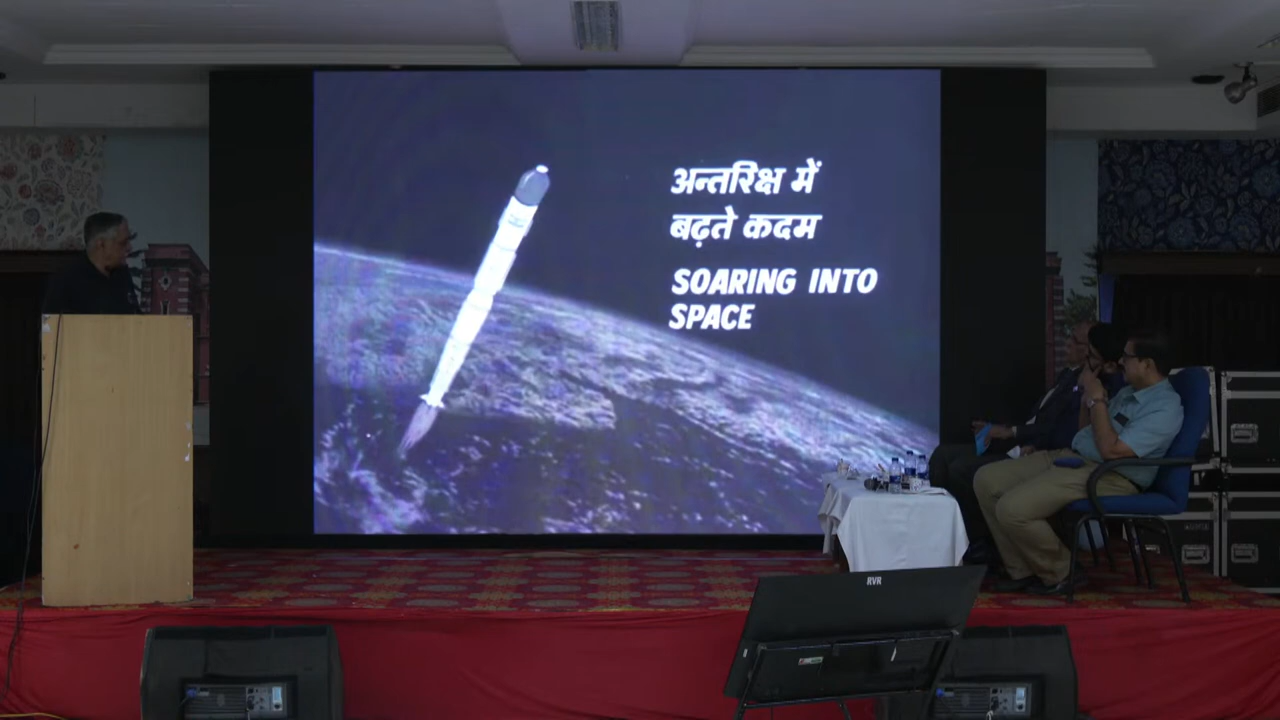 अन्तरिक्ष में
बढ़ते कदम
SOARING INTO
SPACE
RVR